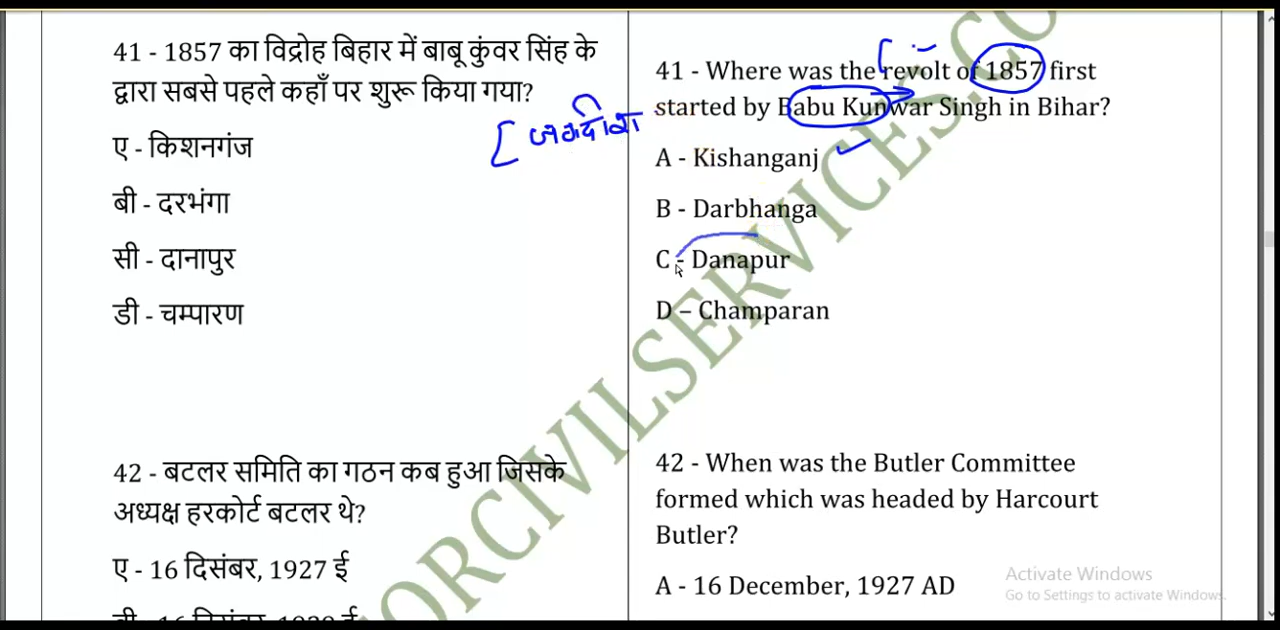 41 - 1857 का विद्रोह बिहार में बाबू कुंवर सिंह के
द्वारा सबसे पहले कहाँ पर शुरू किया गया?
ए - किशनगंज
बी - दरभंगा
सी - दानापुर
डी - चम्पारण
42 - बटलर समिति का गठन कब हुआ जिसके
अध्यक्ष हरकोर्ट बटलर थे?
ए - 16 दिसंबर, 1927 ई
जगदीश
41 - Where was the revolt of 1857 first
started by Babu Kunwar Singh in Bihar?
A - Kishanganj
B - Darbhanga
C - Danapur
D – Champaran
42 - When was the Butler Committee
formed which was headed by Harcourt
Butler?
A - 16 December, 1927 AD
FORCIVILSERVICES.CO
Activate Windows
Go to Settings to activate Windows.